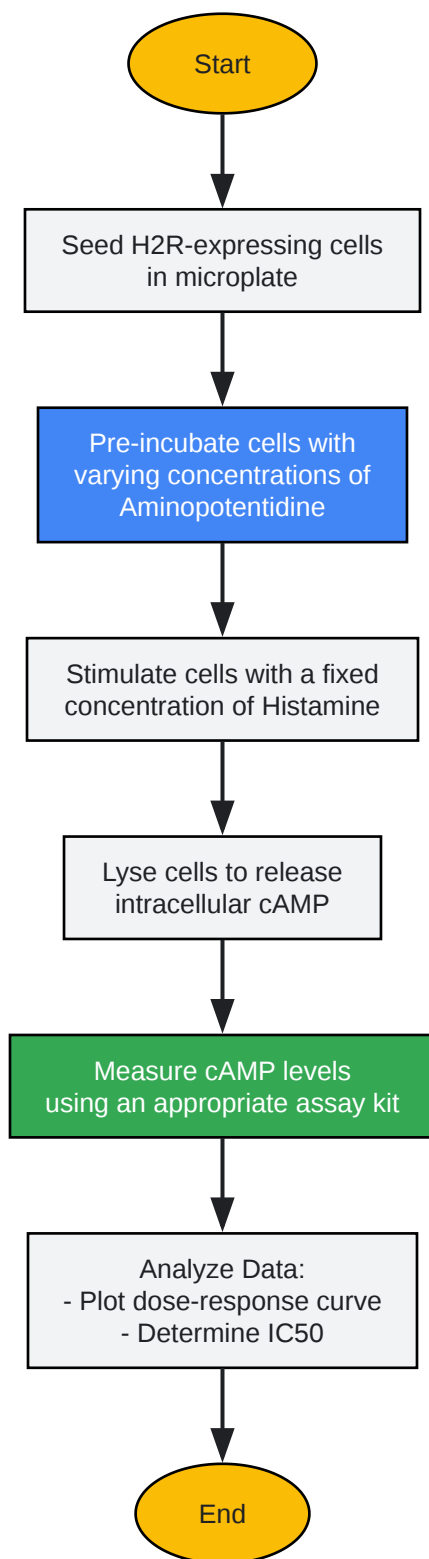 Start
Seed H2R-expressing cells
in microplate
Pre-incubate cells with
varying concentrations of
Aminopotentidine
Stimulate cells with a fixed
concentration of Histamine
Lyse cells to release
intracellular cAMP
Measure cAMP levels
using an appropriate assay kit
Analyze Data:
- Plot dose-response curve
- Determine IC50
End